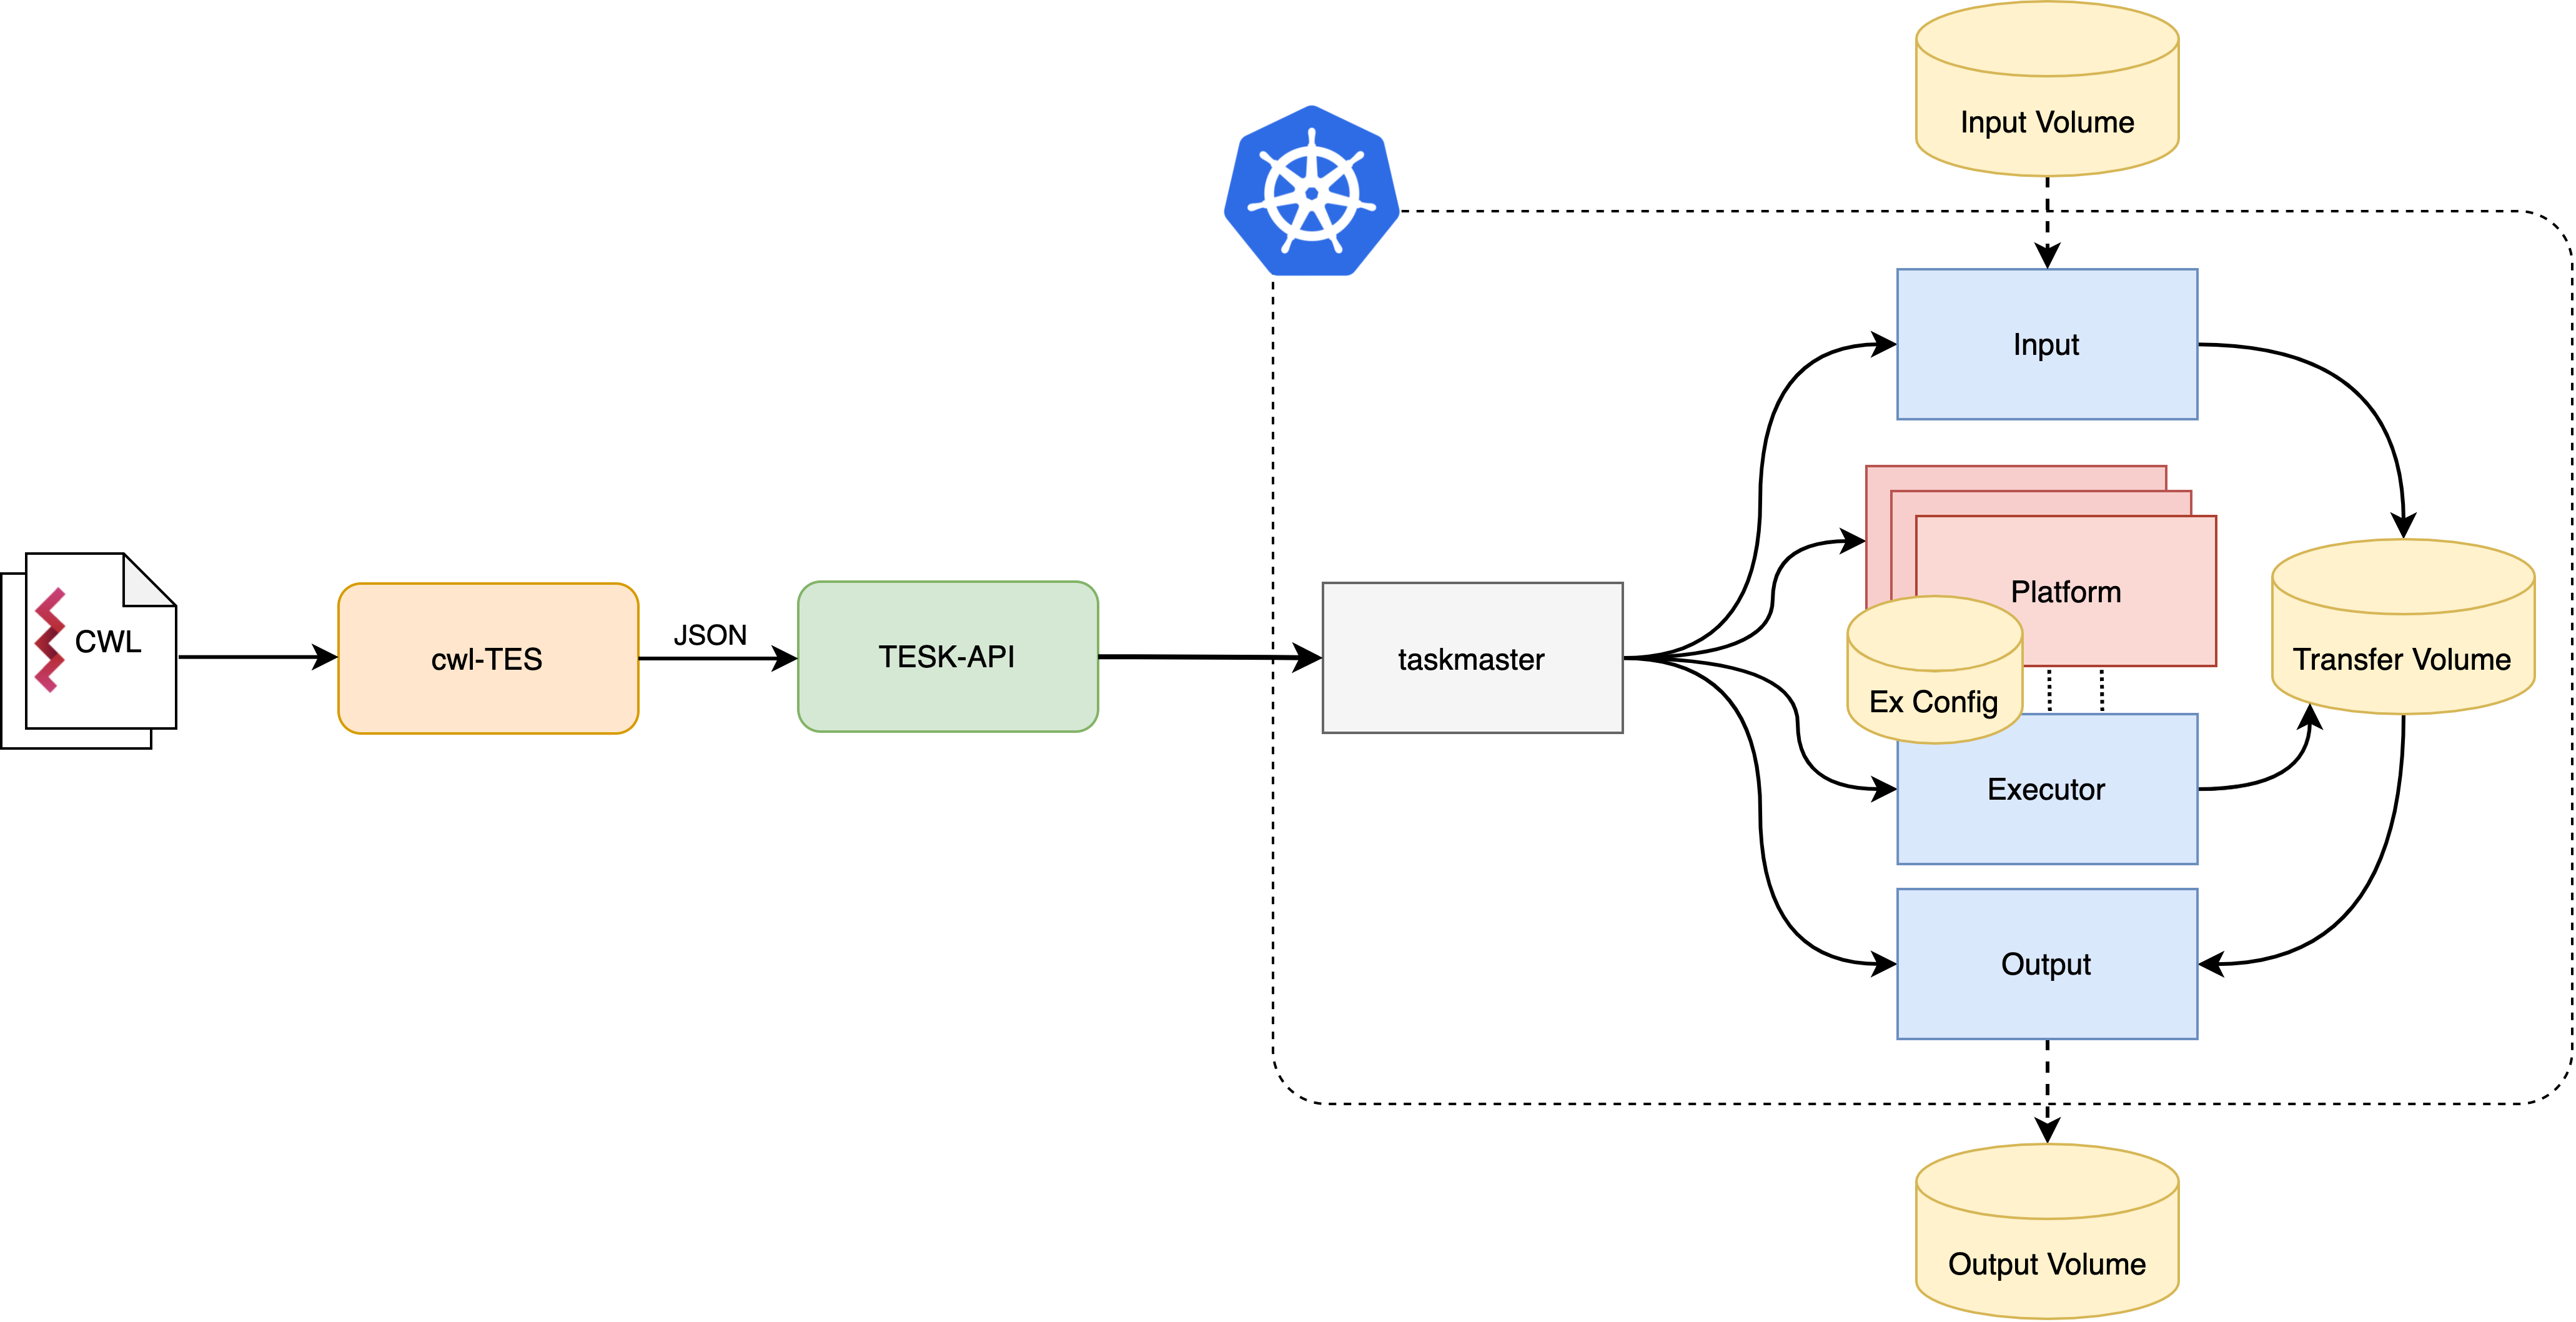 Input Volume
Input
Platform
CWL
cwl-TES
JSON
TESK-API
taskmaster
Transfer Volume
Ex Config
Executor
Output
Output Volume